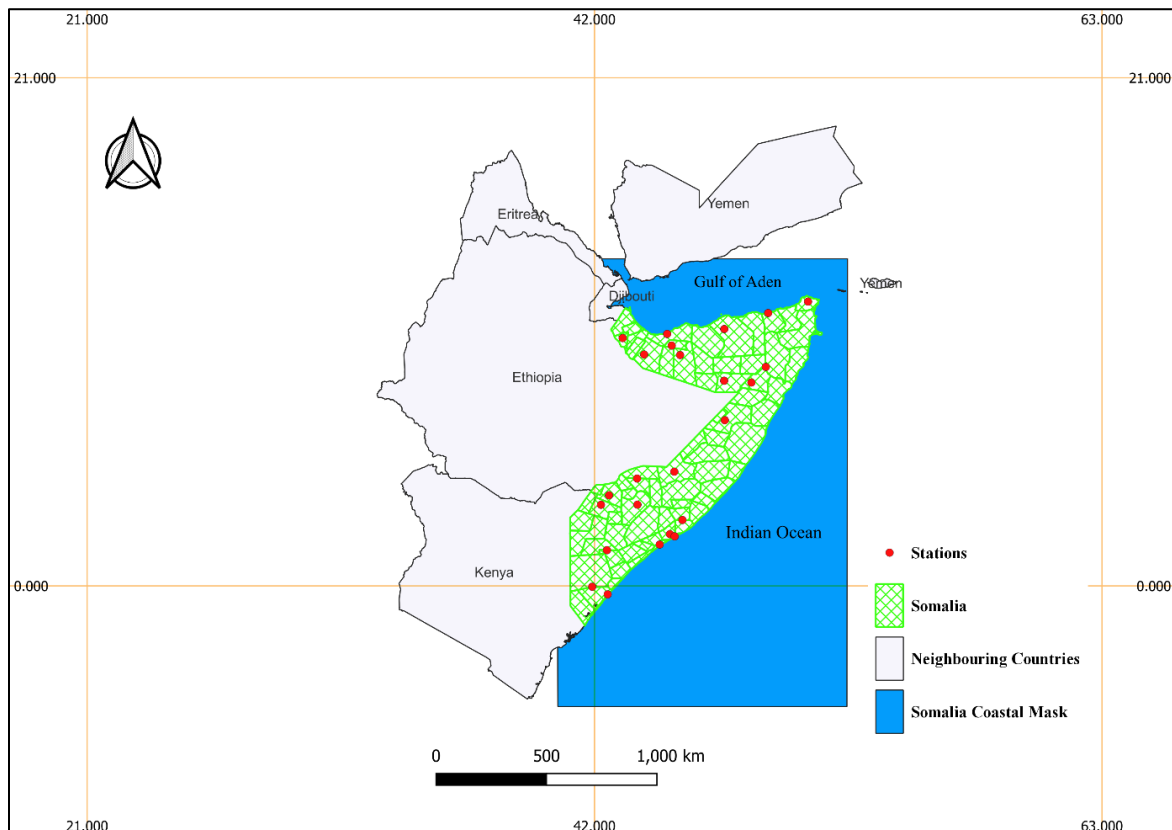 21.000 42.000 63.000
21.000 21.000
Eritrea
Yemen
Gulf of Aden
Yemen
Djibouti
Ethiopia
Indian Ocean
Stations
Kenya
0.000 0.000
Somalia
Neighbouring Countries
Somalia Coastal Mask
0 500 1,000 km
21.000 42.000 63.000